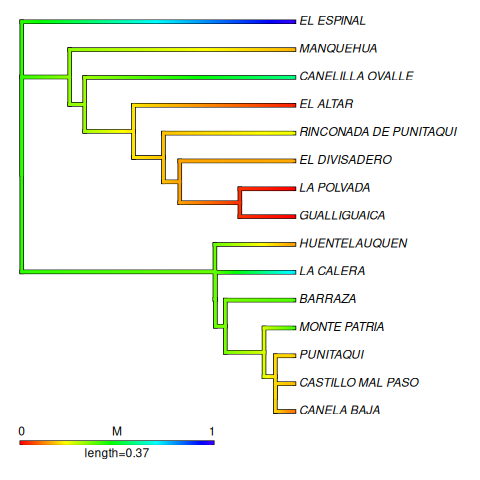 EL ESPINAL
MANQUEHUA
CANELILLA OVALLE
EL ALTAR
RINCONADA DE PUNITAQUI
EL DIVISADERO
LA POLVADA
GUALLIGUAICA
HUENTELAUQUEN
LA CALERA
BARRAZA
MONTE PATRIA
PUNITAQUI
CASTILLO MAL PASO
CANELA BAJA
0 M 1
length=0.37